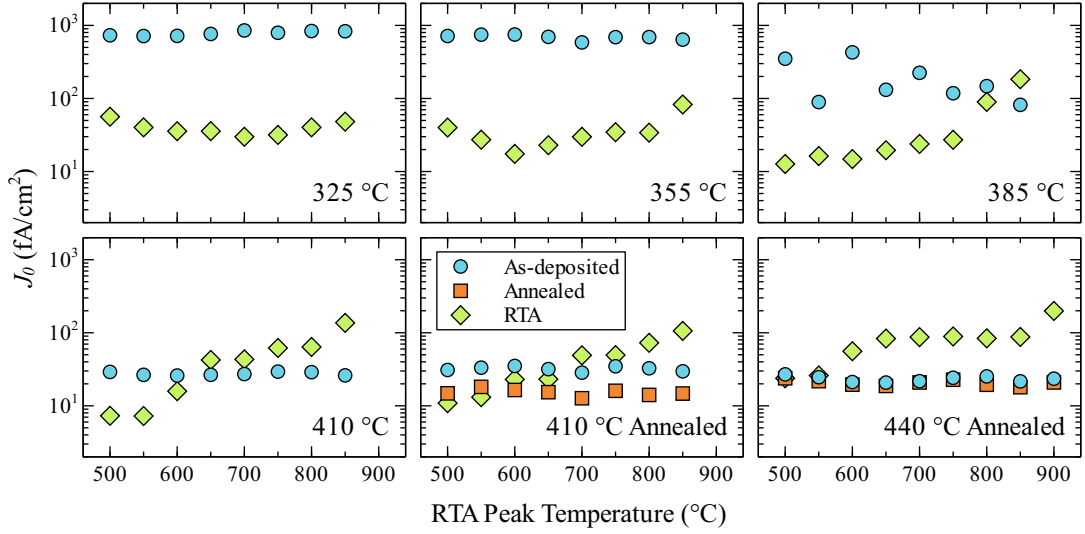 10³
10²
10¹
325 °C
355 °C
385 °C
J₀ (fA/cm²)
10³
10²
10¹
As-deposited
Annealed
RTA
410 °C
410 °C Annealed
440 °C Annealed
500 600 700 800 900
500 600 700 800 900
500 600 700 800 900
RTA Peak Temperature (°C)